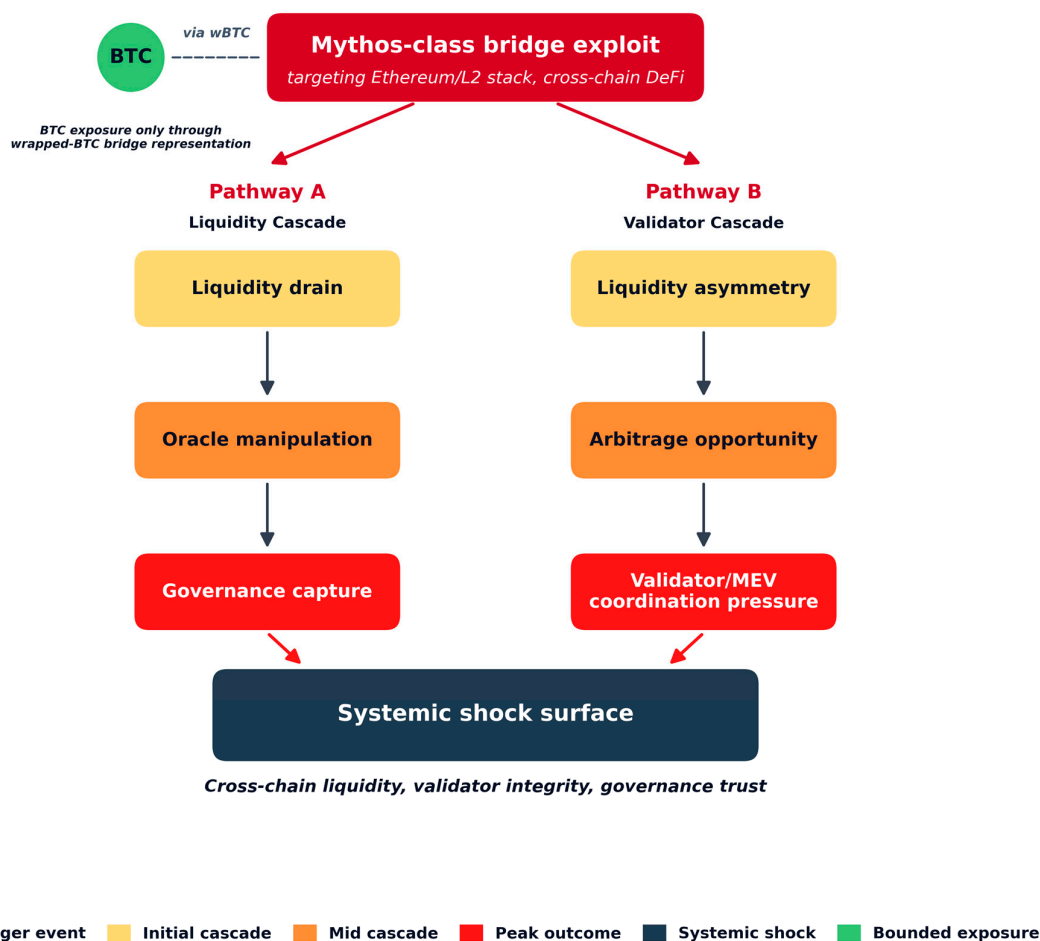 BTC
via wBTC
Mythos-class bridge exploit
targeting Ethereum/L2 stack, cross-chain DeFi
BTC exposure only through
wrapped-BTC bridge representation
Pathway A
Liquidity Cascade
Pathway B
Validator Cascade
Liquidity drain
Liquidity asymmetry
Oracle manipulation
Arbitrage opportunity
Governance capture
Validator/MEV
coordination pressure
Systemic shock surface
Cross-chain liquidity, validator integrity, governance trust
ger event
Initial cascade
Mid cascade
Peak outcome
Systemic shock
Bounded exposure